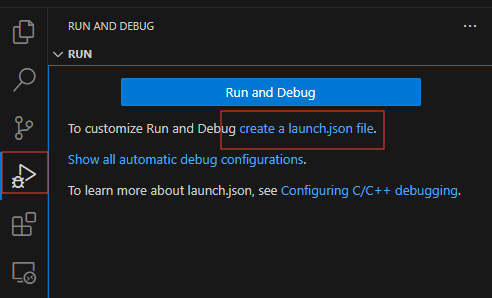 RUN AND DEBUG
RUN
Run and Debug
To customize Run and Debug create a launch.json file.
Show all automatic debug configurations.
To learn more about launch.json, see Configuring C/C++ debugging.